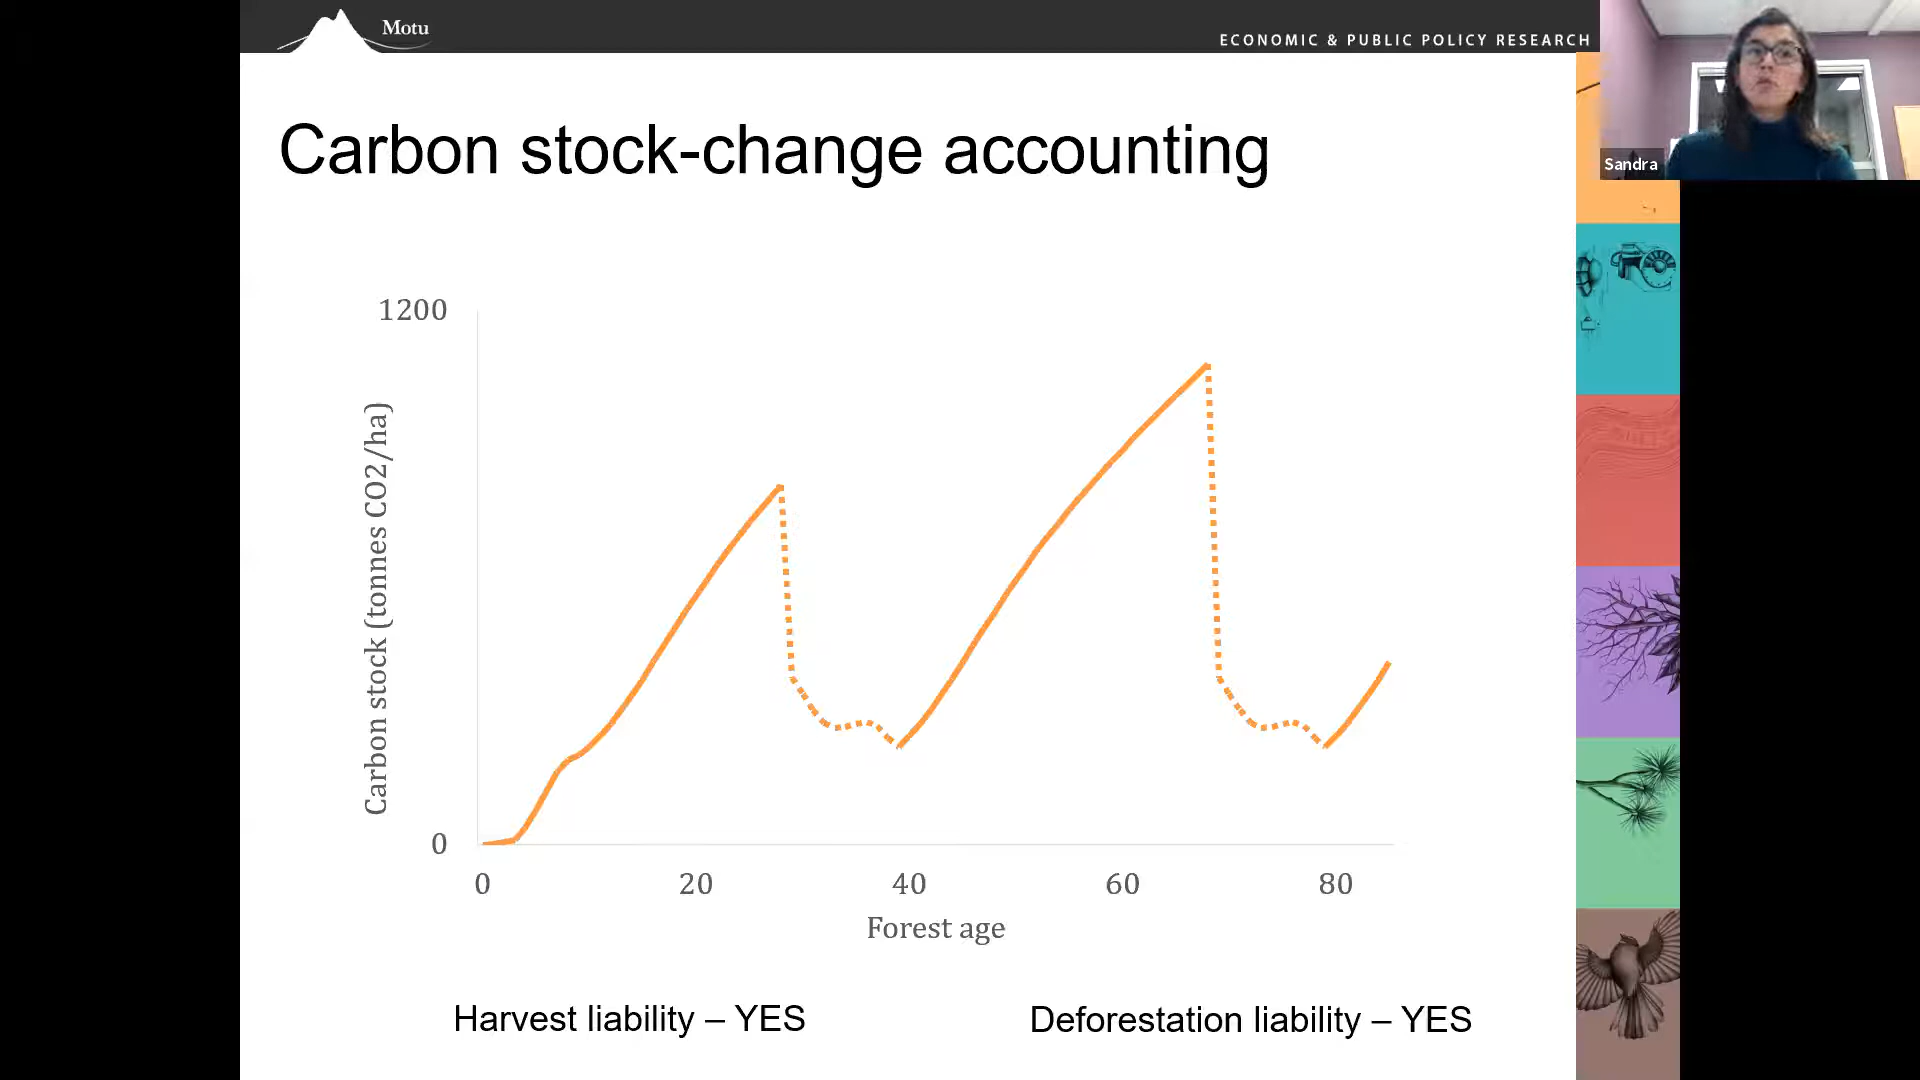 Motu
ECONOMIC & PUBLIC POLICY RESEARCH
Sandra
Carbon stock-change accounting
1200
Carbon stock (tonnes CO2/ha)
0
0 20 40 60 80
Forest age
Harvest liability – YES
Deforestation liability – YES